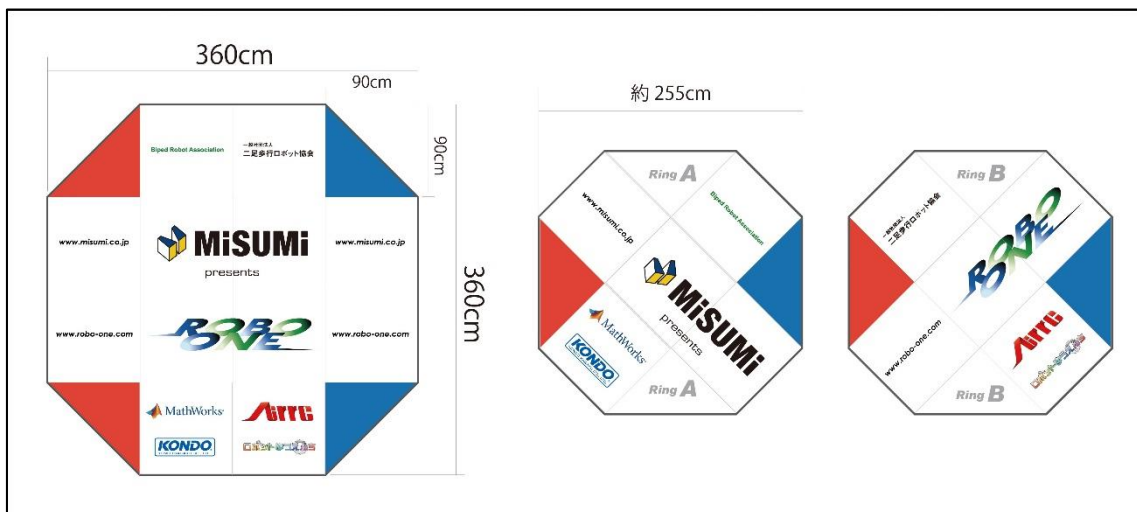 360cm
90cm
90cm
360cm
Biped Robot Association
一般社団法人
二足歩行ロボット協会
www.misumi.co.jp
MiSUMi
presents
www.misumi.co.jp
www.robo-one.com
ROBO
ONE
www.robo-one.com
MathWorks
KONDO
約 255cm
Ring A
www.misumi.co.jp
Biped Robot Association
MiSUMi
presents
MathWorks
KONDO
Ring A
Ring B
一般社団法人
二足歩行ロボット協会
ROBO
ONE
www.robo-one.com
Ring B